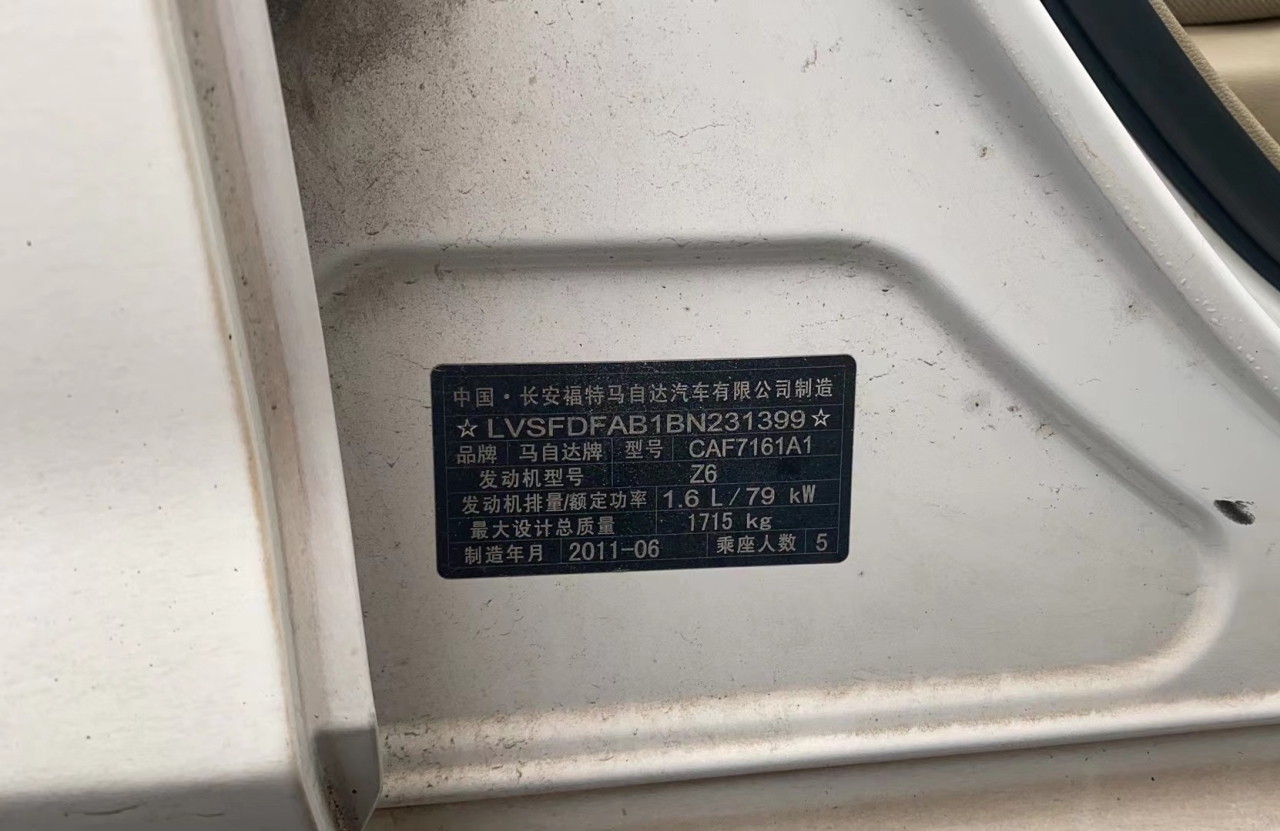 中国·长安福特马自达汽车有限公司制造
☆LVSFDFAB1BN231399☆
品牌 马自达牌 型号 CAF7161A1
发动机型号 Z6
发动机排量/额定功率 1.6 L/79 kW
最大设计总质量 1715 kg
制造年月 2011-06 乘座人数 5